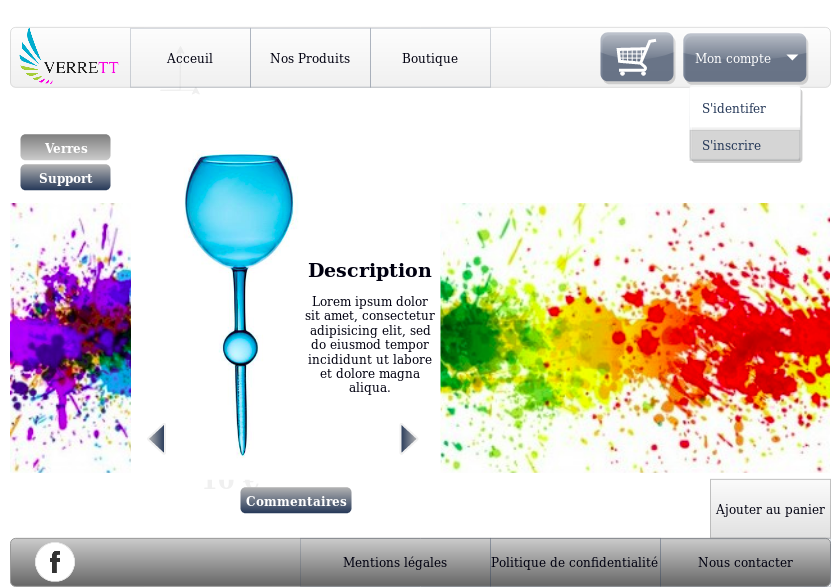 VERRETT
Acceuil
Nos Produits
Boutique
Mon compte
S'identifer
S'inscrire
Verres
Support
Description
Lorem ipsum dolor
sit amet, consectetur
adipisicing elit, sed
do eiusmod tempor
incididunt ut labore
et dolore magna
aliqua.
Commentaires
Ajouter au panier
f
Mentions légales
Politique de confidentialité
Nous contacter